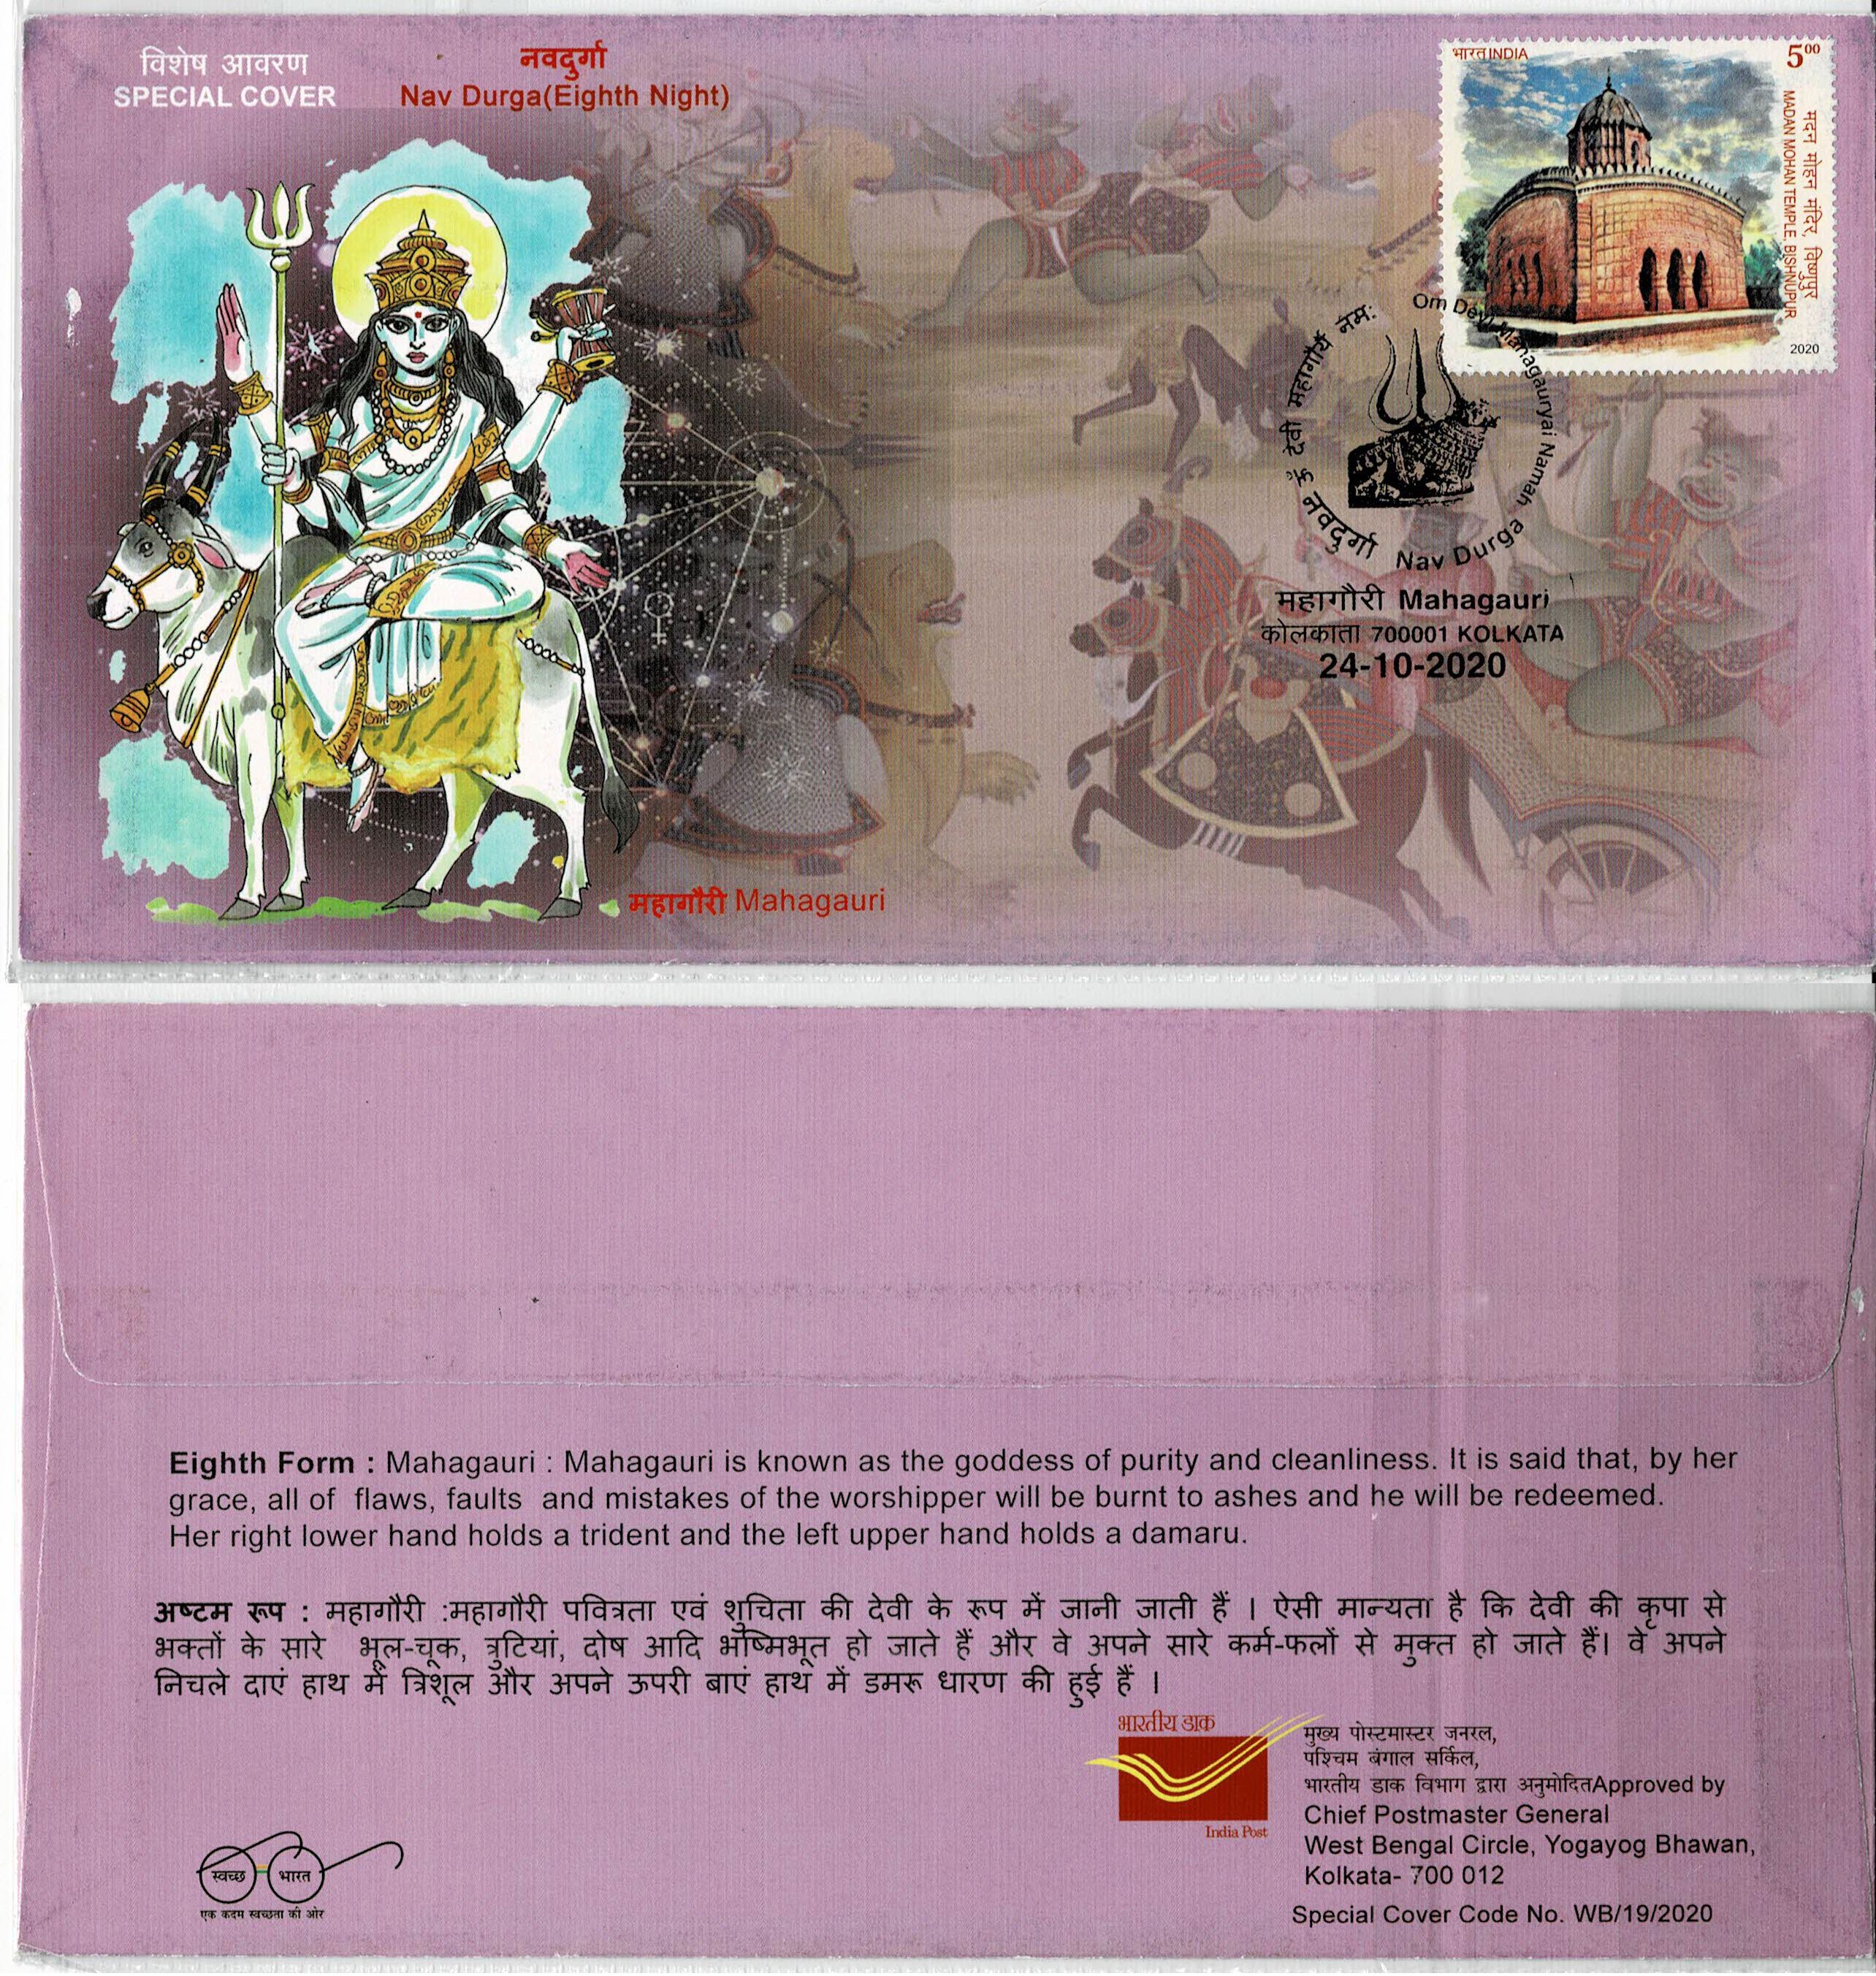 विशेष आवरण
SPECIAL COVER
नवदुर्गा
Nav Durga(Eighth Night)
भारत INDIA
500
मदन मोहन मंदिर, विष्णुपुर
MADAN MOHAN TEMPLE, BISHNUPUR
2020
ॐ देवी महागौर्यै नमः
Om Devi Mahagauryai Namah
नवदुर्गा Nav Durga
महागौरी Mahagauri
कोलकाता 700001 KOLKATA
24-10-2020
महागौरी Mahagauri
Eighth Form : Mahagauri : Mahagauri is known as the goddess of purity and cleanliness. It is said that, by her
grace, all of flaws, faults and mistakes of the worshipper will be burnt to ashes and he will be redeemed.
Her right lower hand holds a trident and the left upper hand holds a damaru.
अष्टम रूप : महागौरी :महागौरी पवित्रता एवं शुचिता की देवी के रूप में जानी जाती हैं । ऐसी मान्यता है कि देवी की कृपा से
भक्तों के सारे भूल-चूक, त्रुटियां, दोष आदि भष्मिभूत हो जाते हैं और वे अपने सारे कर्म-फलों से मुक्त हो जाते हैं। वे अपने
निचले दाएं हाथ में त्रिशूल और अपने ऊपरी बाएं हाथ में डमरू धारण की हुई हैं ।
भारतीय डाक
India Post
मुख्य पोस्टमास्टर जनरल,
पश्चिम बंगाल सर्किल,
भारतीय डाक विभाग द्वारा अनुमोदितApproved by
Chief Postmaster General
West Bengal Circle, Yogayog Bhawan,
Kolkata- 700 012
Special Cover Code No. WB/19/2020
स्वच्छ भारत
एक कदम स्वच्छता की ओर